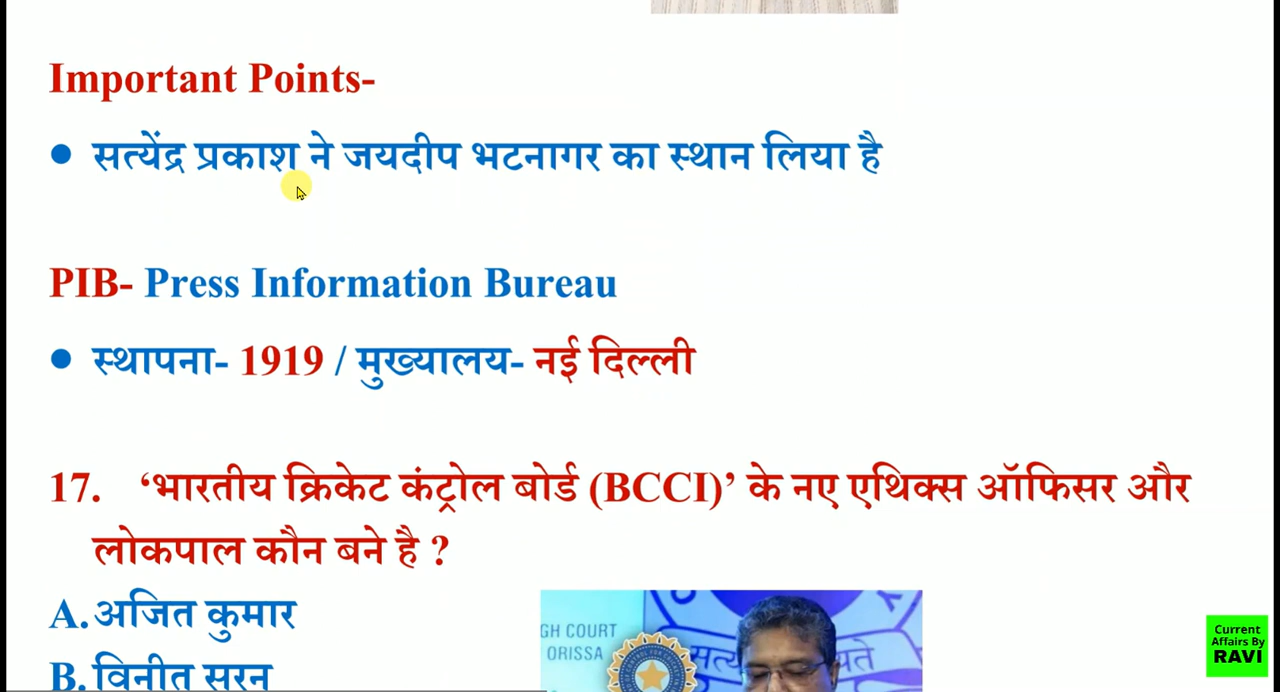 Important Points-
● सत्येंद्र प्रकाश ने जयदीप भटनागर का स्थान लिया है
PIB- Press Information Bureau
● स्थापना- 1919 / मुख्यालय- नई दिल्ली
17. ‘भारतीय क्रिकेट कंट्रोल बोर्ड (BCCI)’ के नए एथिक्स ऑफिसर और
लोकपाल कौन बने है ?
A. अजित कुमार
B. विनीत सरन
GH COURT
ORISSA
Current
Affairs By
RAVI